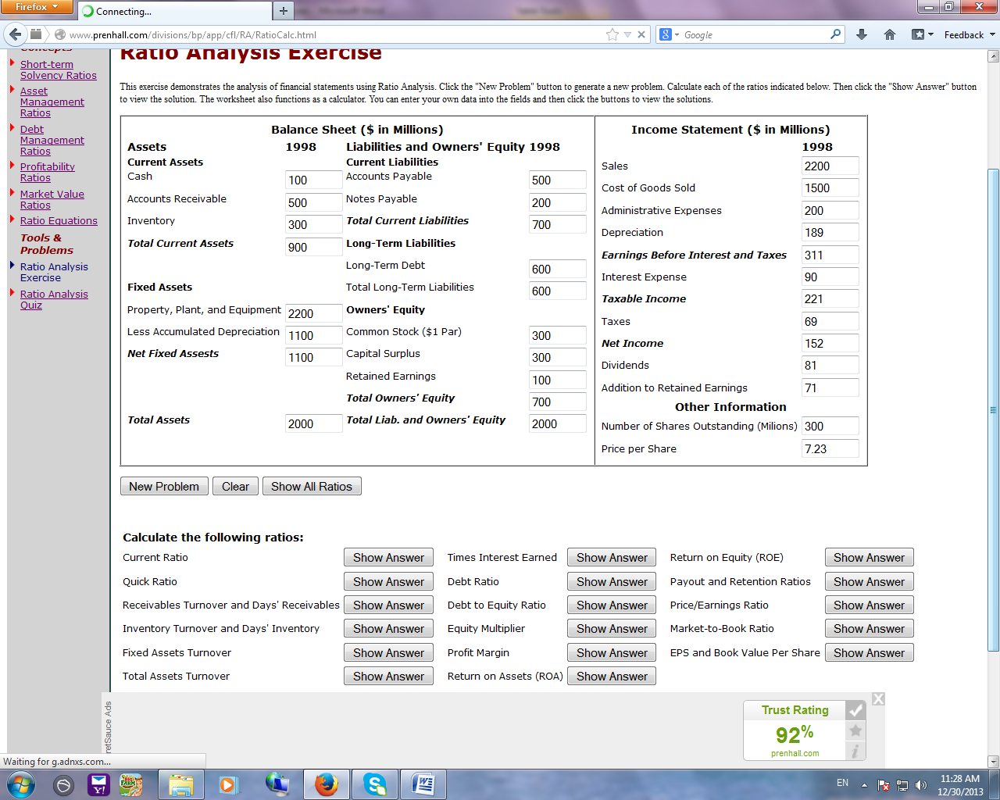 Firefox
Connecting...
www.prenhall.com/divisions/bp/app/cfl/RA/RatioCalc.html
Google
Feedback
Concepts
Short-term
Solvency Ratios
Asset
Management
Ratios
Debt
Management
Ratios
Profitability
Ratios
Market Value
Ratios
Ratio Equations
Tools &
Problems
Ratio Analysis
Exercise
Ratio Analysis
Quiz
Ratio Analysis Exercise
This exercise demonstrates the analysis of financial statements using Ratio Analysis. Click the "New Problem" button to generate a new problem. Calculate each of the ratios indicated below. Then click the "Show Answer" button
to view the solution. The worksheet also functions as a calculator. You can enter your own data into the fields and then click the buttons to view the solutions.
Balance Sheet ($ in Millions)
Assets 1998 Liabilities and Owners' Equity 1998
Current Assets Current Liabilities
Cash 100 Accounts Payable 500
Accounts Receivable 500 Notes Payable 200
Inventory 300 Total Current Liabilities 700
Total Current Assets 900 Long-Term Liabilities
Long-Term Debt 600
Fixed Assets Total Long-Term Liabilities 600
Property, Plant, and Equipment 2200 Owners' Equity
Less Accumulated Depreciation 1100 Common Stock ($1 Par) 300
Net Fixed Assests 1100 Capital Surplus 300
Retained Earnings 100
Total Owners' Equity 700
Total Assets 2000 Total Liab. and Owners' Equity 2000
Income Statement ($ in Millions)
1998
Sales 2200
Cost of Goods Sold 1500
Administrative Expenses 200
Depreciation 189
Earnings Before Interest and Taxes 311
Interest Expense 90
Taxable Income 221
Taxes 69
Net Income 152
Dividends 81
Addition to Retained Earnings 71
Other Information
Number of Shares Outstanding (Milions) 300
Price per Share 7.23
New Problem Clear Show All Ratios
Calculate the following ratios:
Current Ratio Show Answer Times Interest Earned Show Answer Return on Equity (ROE) Show Answer
Quick Ratio Show Answer Debt Ratio Show Answer Payout and Retention Ratios Show Answer
Receivables Turnover and Days' Receivables Show Answer Debt to Equity Ratio Show Answer Price/Earnings Ratio Show Answer
Inventory Turnover and Days' Inventory Show Answer Equity Multiplier Show Answer Market-to-Book Ratio Show Answer
Fixed Assets Turnover Show Answer Profit Margin Show Answer EPS and Book Value Per Share Show Answer
Total Assets Turnover Show Answer Return on Assets (ROA) Show Answer
retSauce Ads
Trust Rating
92%
prenhall.com
Waiting for g.adnxs.com...
EN
11:28 AM
12/30/2013